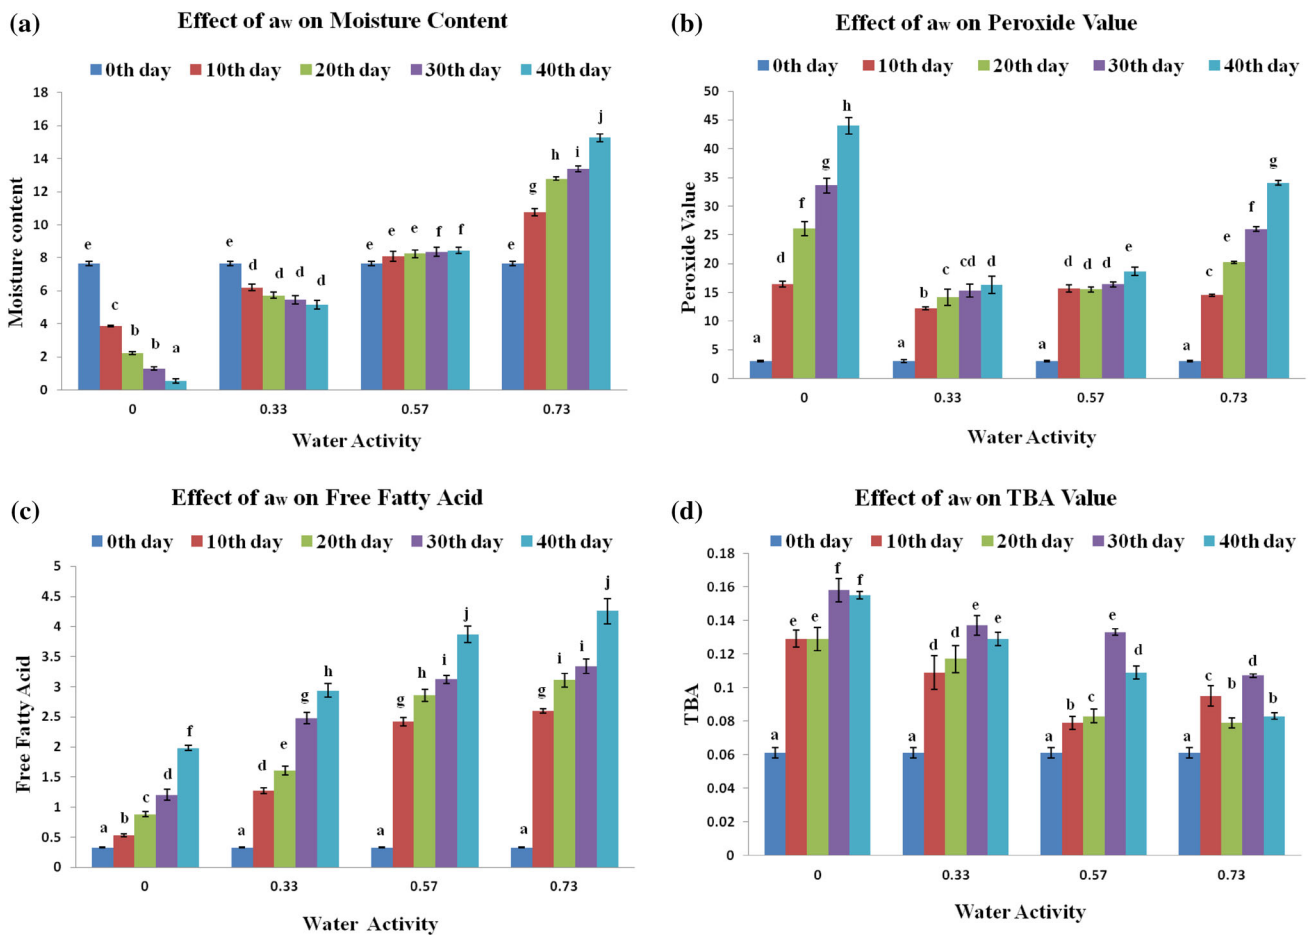 (a)
Effect of aw on Moisture Content
0th day 10th day 20th day 30th day 40th day
18
16
14
12
10
8
6
4
2
0
Moisture content
e c b b a
e d d d d
e e e f f
e g h i j
0 0.33 0.57 0.73
Water Activity
(b)
Effect of aw on Peroxide Value
0th day 10th day 20th day 30th day 40th day
50
45
40
35
30
25
20
15
10
5
0
Peroxide Value
a d f g h
a b c cd d
a d d d e
a c e f g
0 0.33 0.57 0.73
Water Activity
(c)
Effect of aw on Free Fatty Acid
0th day 10th day 20th day 30th day 40th day
5
4.5
4
3.5
3
2.5
2
1.5
1
0.5
0
Free Fatty Acid
a b c d f
a d e g h
a g h i j
a g i i j
0 0.33 0.57 0.73
Water Activity
(d)
Effect of aw on TBA Value
0th day 10th day 20th day 30th day 40th day
0.18
0.16
0.14
0.12
0.1
0.08
0.06
0.04
0.02
0
TBA
a e e f f
a d d e e
a b c e d
a c b d b
0 0.33 0.57 0.73
Water Activity